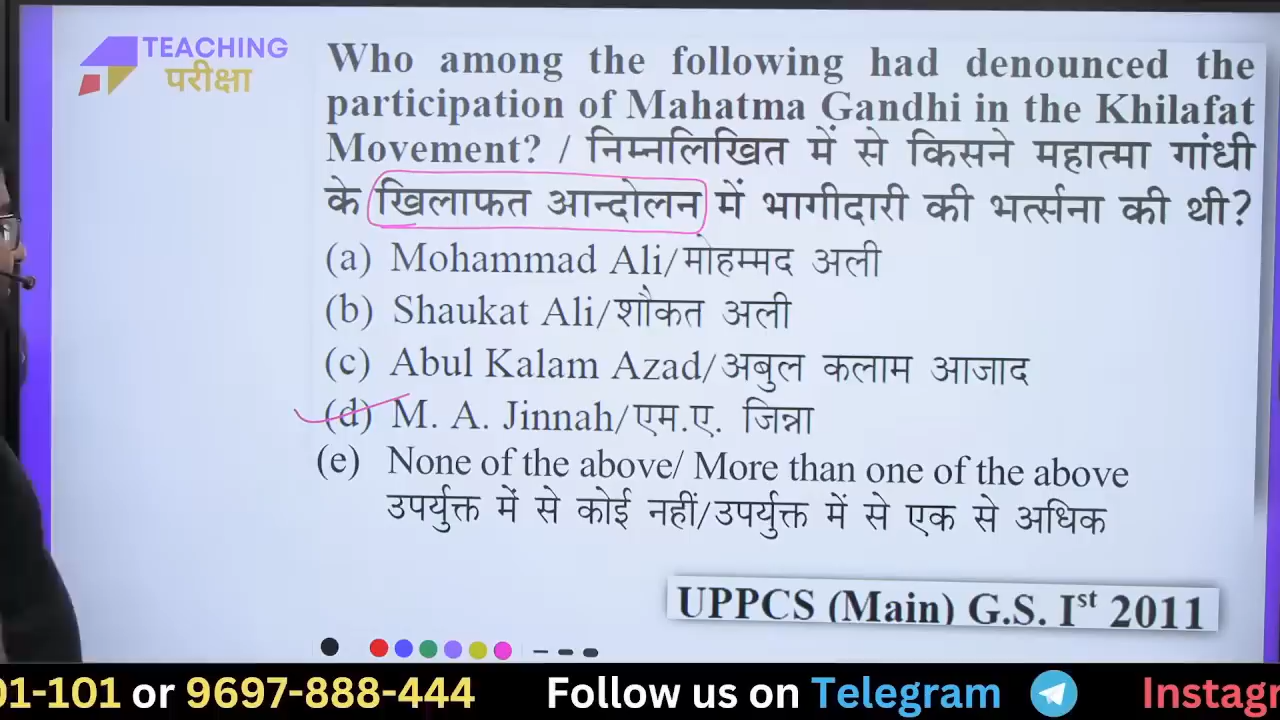 TEACHING
परीक्षा
Who among the following had denounced the
participation of Mahatma Gandhi in the Khilafat
Movement? / निम्नलिखित में से किसने महात्मा गांधी
के खिलाफत आन्दोलन में भागीदारी की भर्त्सना की थी?
(a) Mohammad Ali/मोहम्मद अली
(b) Shaukat Ali/शौकत अली
(c) Abul Kalam Azad/अबुल कलाम आजाद
(d) M. A. Jinnah/एम.ए. जिन्ना
(e) None of the above/ More than one of the above
उपर्युक्त में से कोई नहीं/उपर्युक्त में से एक से अधिक
UPPCS (Main) G.S. Ist 2011
01-101 or 9697-888-444 Follow us on Telegram